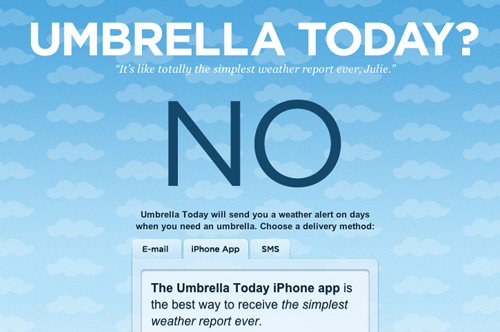 UMBRELLA TODAY?
“It's like totally the simplest weather report ever, Julie.”
NO
Umbrella Today will send you a weather alert on days
when you need an umbrella. Choose a delivery method:
E-mail iPhone App SMS
The Umbrella Today iPhone app is
the best way to receive the simplest
weather report ever.